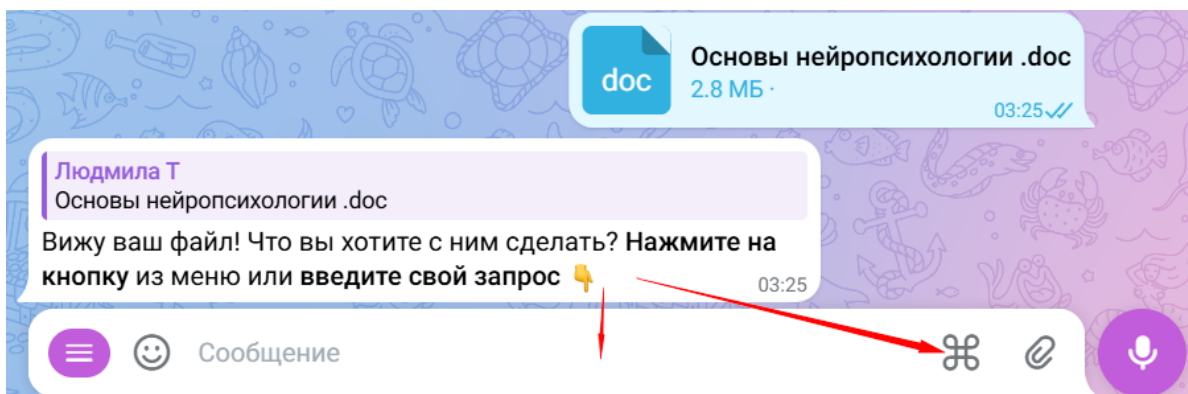 Основы нейропсихологии .doc
doc
2.8 МБ ·
03:25
Людмила Т
Основы нейропсихологии .doc
Вижу ваш файл! Что вы хотите с ним сделать? Нажмите на
кнопку из меню или введите свой запрос 👇
03:25
Сообщение